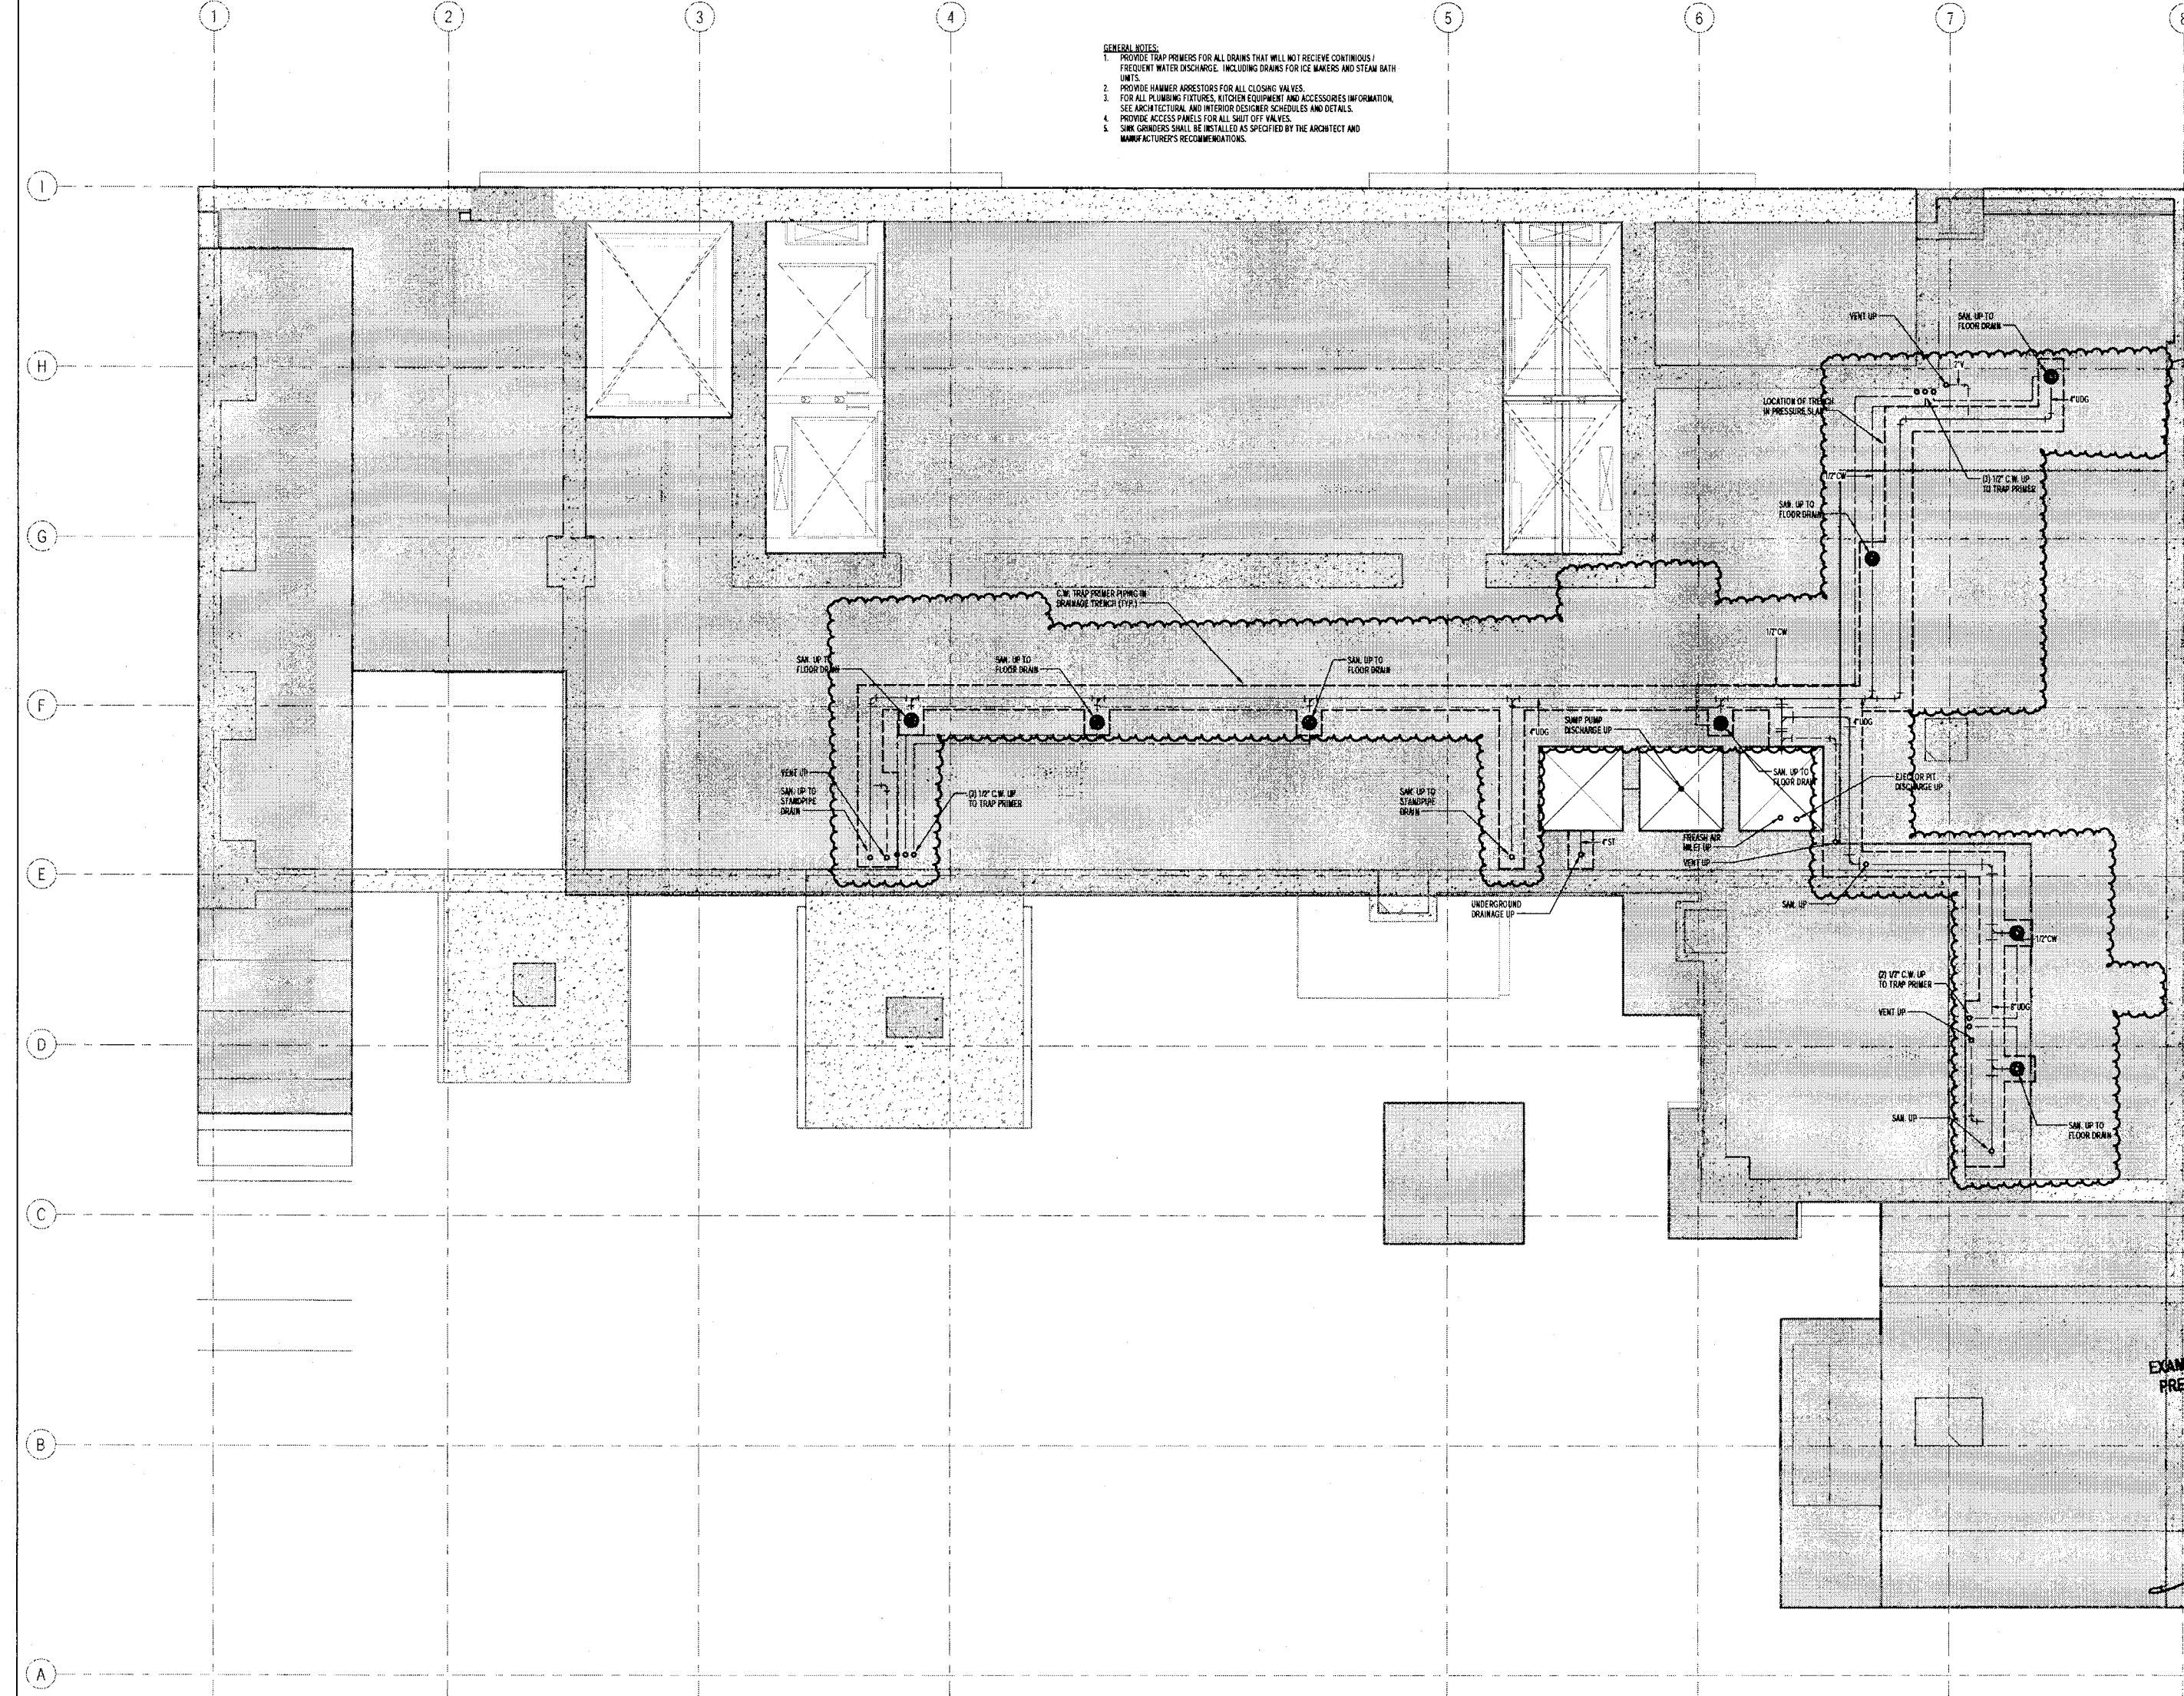 1
2
3
4
5
6
7
GENERAL NOTES:
1. PROVIDE TRAP PRIMERS FOR ALL DRAINS THAT WILL NOT RECIEVE CONTINIOUS /
FREQUENT WATER DISCHARGE. INCLUDING DRAINS FOR ICE MAKERS AND STEAM BATH
UNITS.
2. PROVIDE HAMMER ARRESTORS FOR ALL CLOSING VALVES.
3. FOR ALL PLUMBING FIXTURES, KITCHEN EQUIPMENT AND ACCESSORIES INFORMATION,
SEE ARCHITECTURAL AND INTERIOR DESIGNER SCHEDULES AND DETAILS.
4. PROVIDE ACCESS PANELS FOR ALL SHUT OFF VALVES.
5. SINK GRINDERS SHALL BE INSTALLED AS SPECIFIED BY THE ARCHITECT AND
MANUFACTURER'S RECOMMENDATIONS.
I
VENT UP
SAN. UP TO
FLOOR DRAIN
H
2"V
4"UDG
LOCATION OF TRENCH
IN PRESSURE SLAB
1/2"CW
(3) 1/2" C.W. UP
TO TRAP PRIMER
SAN. UP TO
FLOOR DRAIN
G
C.W. TRAP PRIMER PIPING IN
DRAINAGE TRENCH (TYP.)
1/2"CW
SAN. UP TO
FLOOR DRAIN
SAN. UP TO
FLOOR DRAIN
SAN. UP TO
FLOOR DRAIN
F
SUMP PUMP
DISCHARGE UP
4"UDG
4"UDG
VENT UP
SAN. UP TO
STANDPIPE
DRAIN
(3) 1/2" C.W. UP
TO TRAP PRIMER
SAN. UP TO
STANDPIPE
DRAIN
SAN. UP TO
FLOOR DRAIN
EJECTOR PIT
DISCHARGE UP
FREASH AIR
INLET UP
4"ST
VENT UP
E
UNDERGROUND
DRAINAGE UP
SAN. UP
1/2"CW
(2) 1/2" C.W. UP
TO TRAP PRIMER
VENT UP
8"UDG
D
SAN. UP
SAN. UP TO
FLOOR DRAIN
C
B
A